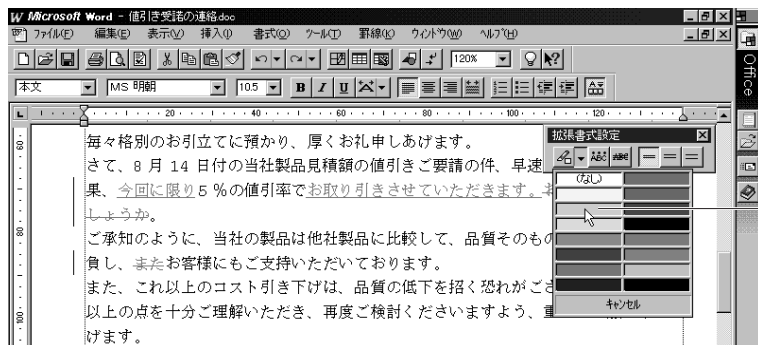 Microsoft Word - 値引き受諾の連絡.doc
ファイル(F) 編集(E) 表示(V) 挿入(I) 書式(O) ツール(T) 罫線(K) ウィンドウ(W) ヘルプ(H)
120%
本文 MS 明朝 10.5 B I U A
20 40 60 80 100 120
毎々格別のお引立てに預かり、厚くお礼申しあげます。
さて、8 月 14 日付の当社製品見積額の値引きご要請の件、早速
果、今回に限り5％の値引率でお取り引きさせていただきます。
しょうか。
ご承知のように、当社の製品は他社製品に比較して、品質そのもの
負し、またお客様にもご支持いただいております。
また、これ以上のコスト引き下げは、品質の低下を招く恐れがござ
以上の点を十分ご理解いただき、再度ご検討くださいますよう、重
げます。
拡張書式設定
ABC ABC
(なし)
キャンセル
Office